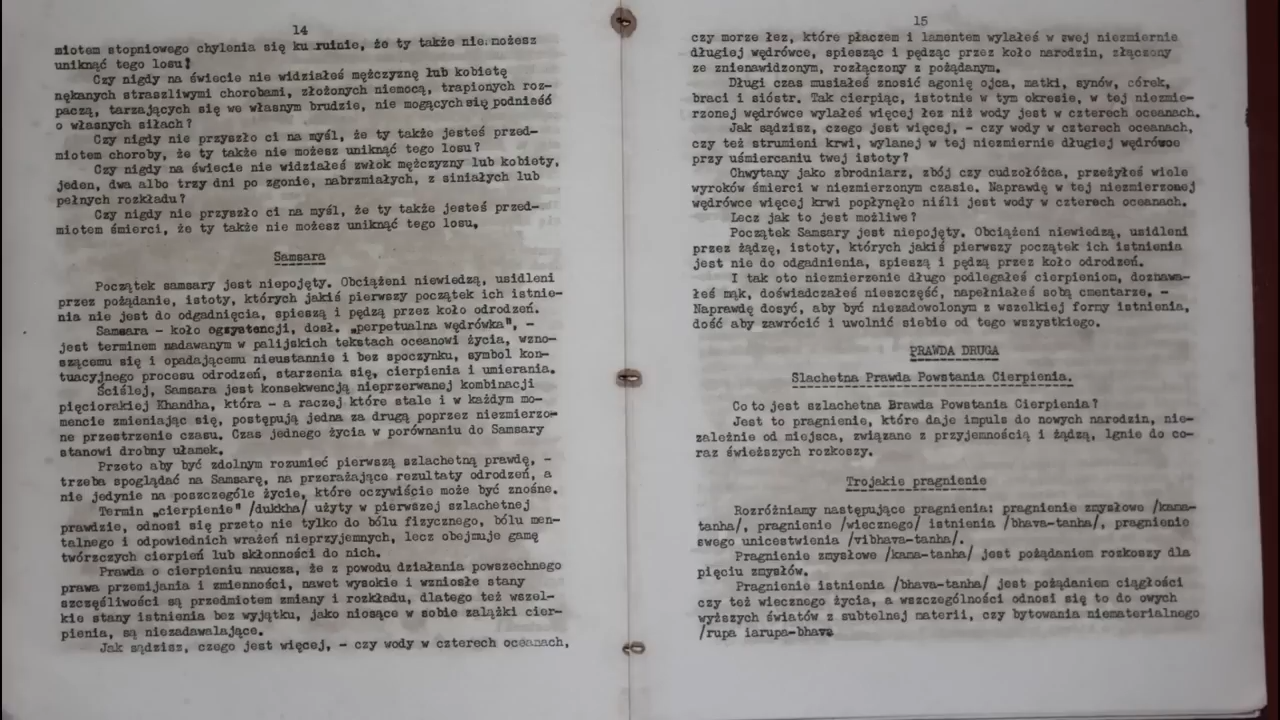 14
miotem stopniowego chylenia się ku ruinie, że ty także nie możesz
uniknąć tego losu?
Czy nigdy na świecie nie widziałeś mężczyznę lub kobietę
nękanych straszliwymi chorobami, złożonych niemocą, trapionych roz-
paczą, tarzających się we własnym brudzie, nie mogących się podnieść
o własnych siłach?
Czy nigdy nie przyszło ci na myśl, że ty także jesteś przed-
miotem choroby, że ty także nie możesz uniknąć tego losu?
Czy nigdy na świecie nie widziałeś zwłok mężczyzny lub kobiety,
jeden, dwa albo trzy dni po zgonie, nabrzmiałych, z siniałych lub
pełnych rozkładu?
Czy nigdy nie przyszło ci na myśl, że ty także jesteś przed-
miotem śmierci, że ty także nie możesz uniknąć tego losu,
Samsara
Początek samsary jest niepojęty. Obciążeni niewiedzą, usidleni
przez pożądanie, istoty, których jakiś pierwszy początek ich istnie-
nia nie jest do odgadnięcia, spieszą i pędzą przez koło odrodzeń.
Samsara - koło egzystencji, dosł. „perpetualna wędrówka", -
jest terminem nadawanym w palijskich tekstach oceanowi życia, wzno-
szącemu się i opadającemu nieustannie i bez spoczynku, symbol kon-
tuacyjnego procesu odrodzeń, starzenia się, cierpienia i umierania.
Ściślej, Samsara jest konsekwencją nieprzerwanej kombinacji
pięciorakiej Khandha, która - a raczej które stale i w każdym mo-
mencie zmieniając się, postępują jedna za drugą poprzez niezmierzo-
ne przestrzenie czasu. Czas jednego życia w porównaniu do Samsary
stanowi drobny ułamek.
Przeto aby być zdolnym rozumieć pierwszą szlachetną prawdę, -
trzeba spoglądać na Samsarę, na przerażające rezultaty odrodzeń, a
nie jedynie na poszczególe życie, które oczywiście może być znośne.
Termin „cierpienie" /dukkha/ użyty w pierwszej szlachetnej
prawdzie, odnosi się przeto nie tylko do bólu fizycznego, bólu men-
talnego i odpowiednich wrażeń nieprzyjemnych, lecz obejmuje gamę
twórczych cierpień lub skłonności do nich.
Prawda o cierpieniu naucza, że z powodu działania powszechnego
prawa przemijania i zmienności, nawet wysokie i wzniosłe stany
szczęśliwości są przedmiotem zmiany i rozkładu, dlatego też wszel-
kie stany istnienia bez wyjątku, jako niosące w sobie zalążki cier-
pienia, są niezadawalające.
Jak sądzisz, czego jest więcej, - czy wody w czterech oceanach,
15
czy morze łez, które płaczem i lamentem wylałeś w swej niezmiernie
długiej wędrówce, spiesząc i pędząc przez koło narodzin, złączony
ze znienawidzonym, rozłączony z pożądanym.
Długi czas musiałeś znosić agonię ojca, matki, synów, córek,
braci i sióstr. Tak cierpiąc, istotnie w tym okresie, w tej niezmie-
rzonej wędrówce wylałeś więcej łez niż wody jest w czterech oceanach.
Jak sądzisz, czego jest więcej, - czy wody w czterech oceanach,
czy też strumieni krwi, wylanej w tej niezmiernie długiej wędrówce
przy uśmiercaniu twej istoty?
Chwytany jako zbrodniarz, zbój czy cudzołóżca, przeżyłeś wiele
wyroków śmierci w niezmierzonym czasie. Naprawdę w tej niezmierzonej
wędrówce więcej krwi popłynęło niśli jest wody w czterech oceanach.
Lecz jak to jest możliwe?
Początek Samsary jest niepojęty. Obciążeni niewiedzą, usidleni
przez żądzę, istoty, których jakiś pierwszy początek ich istnienia
jest nie do odgadnienia, spieszą i pędzą przez koło odrodzeń.
I tak oto niezmierzenie długo podlegałeś cierpieniom, doznawa-
łeś mąk, doświadczałeś nieszczęść, napełniałeś sobą cmentarze. -
Naprawdę dosyć, aby być niezadowolonym z wszelkiej formy istnienia,
dość aby zawrócić i uwolnić siebie od tego wszystkiego.
PRAWDA DRUGA
Slachetna Prawda Powstania Cierpienia.
Co to jest szlachetna Brawda Powstania Cierpienia?
Jest to pragnienie, które daje impuls do nowych narodzin, nie-
zależnie od miejsca, związane z przyjemnością i żądzą, lgnie do co-
raz świeższych rozkoszy.
Trojakie pragnienie
Rozróżniamy następujące pragnienia: pragnienie zmysłowe /kama-
tanha/, pragnienie /wiecznego/ istnienia /bhava-tanha/, pragnienie
swego unicestwienia /vibhava-tanha/.
Pragnienie zmysłowe /kama-tanha/ jest pożądaniem rozkoszy dla
pięciu zmysłów.
Pragnienie istnienia /bhava-tanha/ jest pożądaniem ciągłości
czy też wiecznego życia, a wszczególności odnosi się to do owych
wyższych światów z subtelnej materii, czy bytowania niematerialnego
/rupa iarupa-bhava